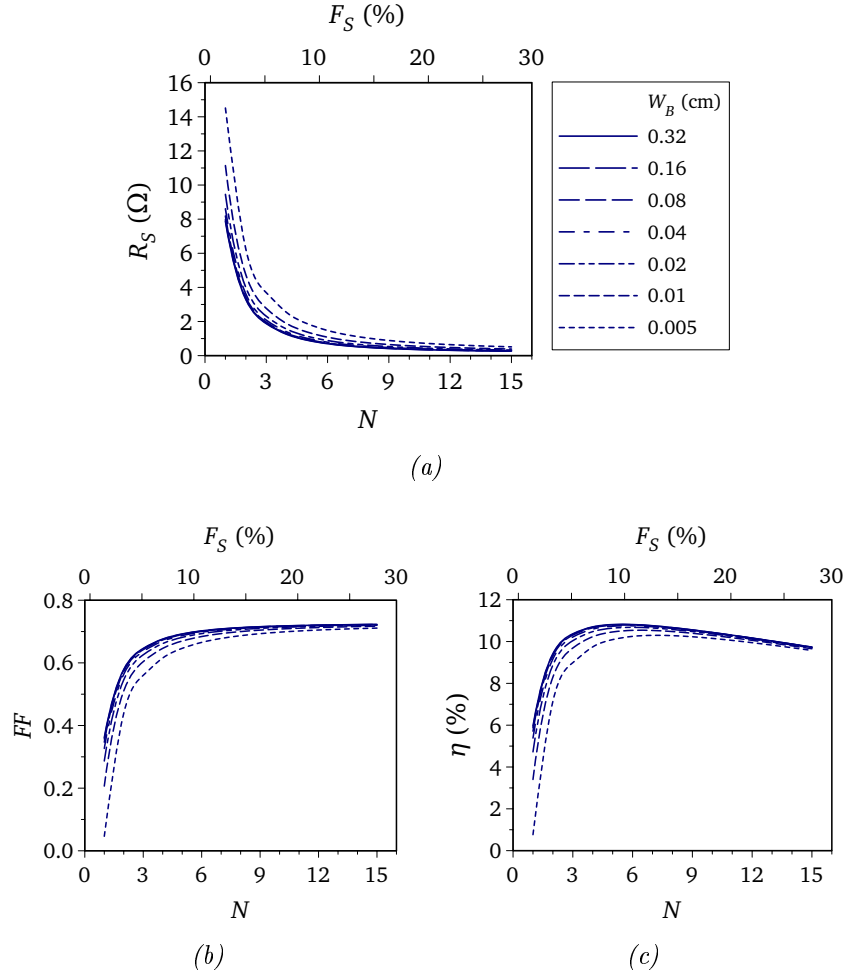 F_S (%)
0 10 20 30
16
14
12
10
8
6
4
2
0
R_S (Ω)
0 3 6 9 12 15
N
W_B (cm)
0.32
0.16
0.08
0.04
0.02
0.01
0.005
(a)
F_S (%)
0 10 20 30
0.8
0.6
0.4
0.2
0.0
FF
0 3 6 9 12 15
N
(b)
F_S (%)
0 10 20 30
12
10
8
6
4
2
0
η (%)
0 3 6 9 12 15
N
(c)